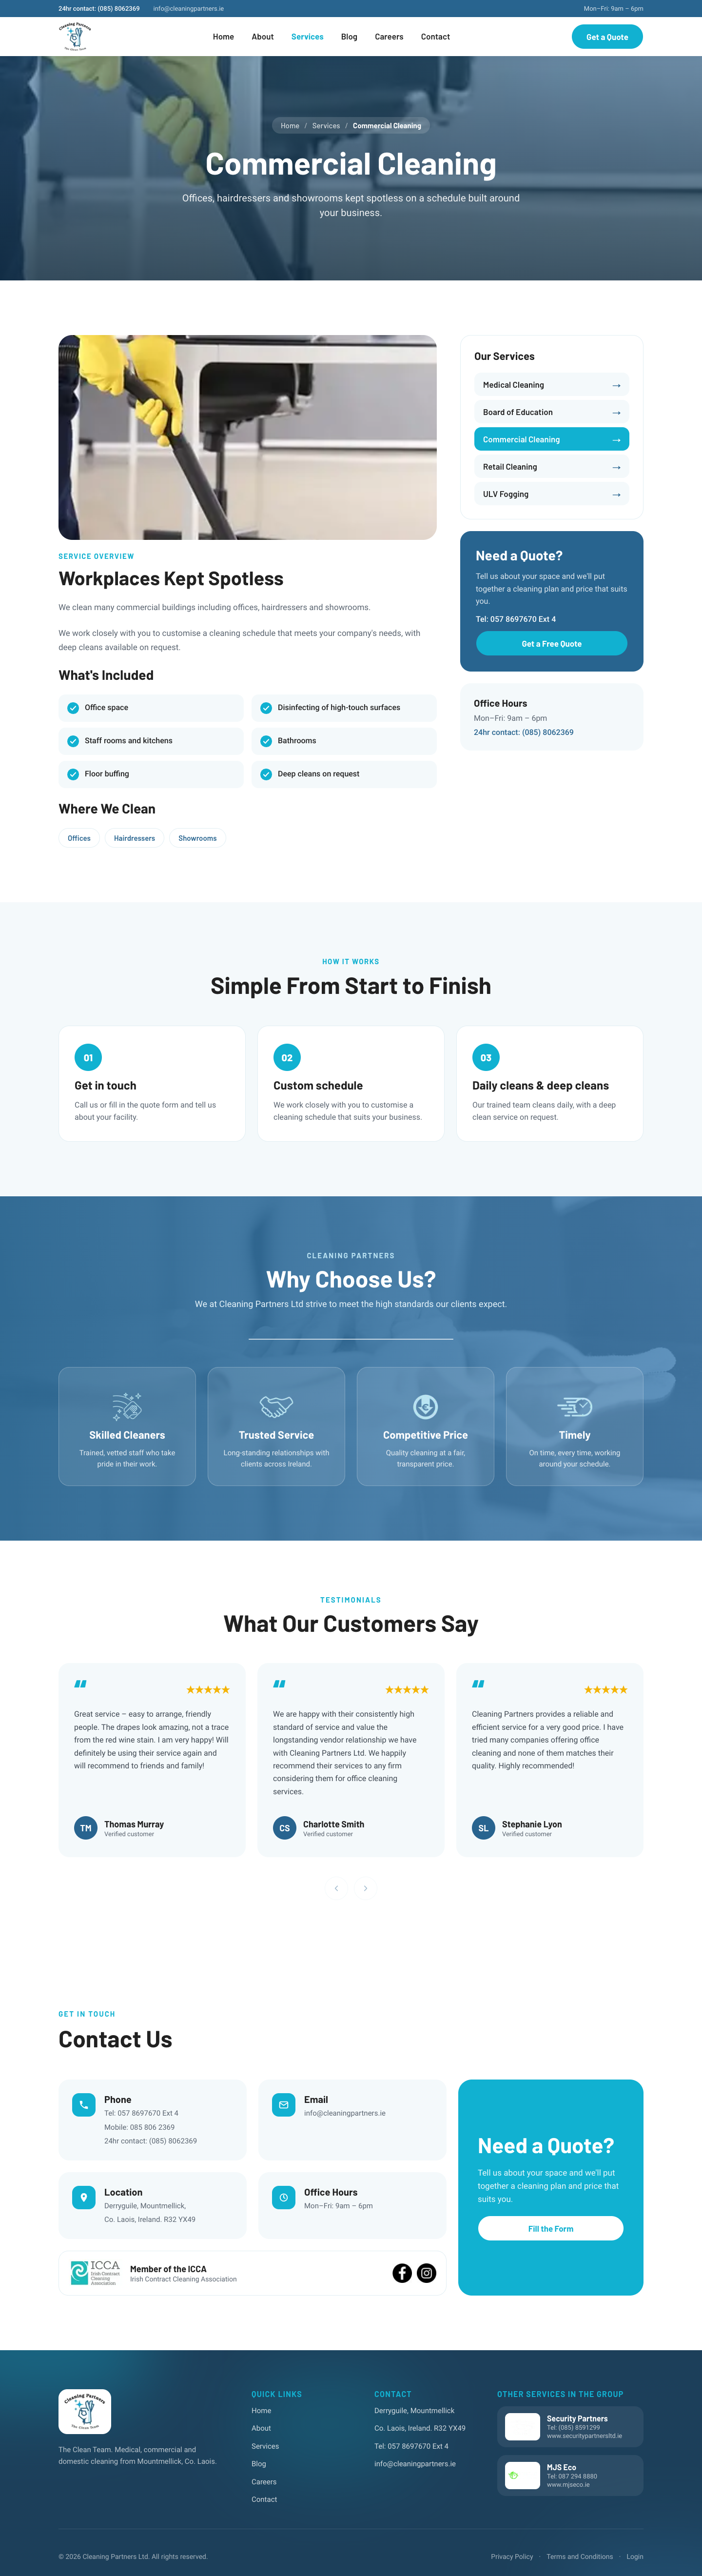 24hr contact: (085) 8062369
info@cleaningpartners.ie
Mon–Fri: 9am – 6pm
Cleaning Partners
The Clean Team
Home
About
Services
Blog
Careers
Contact
Get a Quote
Home / Services / Commercial Cleaning
Commercial Cleaning
Offices, hairdressers and showrooms kept spotless on a schedule built around
your business.
SERVICE OVERVIEW
Workplaces Kept Spotless
We clean many commercial buildings including offices, hairdressers and showrooms.
We work closely with you to customise a cleaning schedule that meets your company's needs, with
deep cleans available on request.
What's Included
Office space
Disinfecting of high-touch surfaces
Staff rooms and kitchens
Bathrooms
Floor buffing
Deep cleans on request
Where We Clean
Offices
Hairdressers
Showrooms
Our Services
Medical Cleaning →
Board of Education →
Commercial Cleaning →
Retail Cleaning →
ULV Fogging →
Need a Quote?
Tell us about your space and we'll put
together a cleaning plan and price that suits
you.
Tel: 057 8697670 Ext 4
Get a Free Quote
Office Hours
Mon–Fri: 9am – 6pm
24hr contact: (085) 8062369
HOW IT WORKS
Simple From Start to Finish
01
Get in touch
Call us or fill in the quote form and tell us
about your facility.
02
Custom schedule
We work closely with you to customise a
cleaning schedule that suits your business.
03
Daily cleans & deep cleans
Our trained team cleans daily, with a deep
clean service on request.
CLEANING PARTNERS
Why Choose Us?
We at Cleaning Partners Ltd strive to meet the high standards our clients expect.
Skilled Cleaners
Trained, vetted staff who take
pride in their work.
Trusted Service
Long-standing relationships with
clients across Ireland.
Competitive Price
Quality cleaning at a fair,
transparent price.
Timely
On time, every time, working
around your schedule.
TESTIMONIALS
What Our Customers Say
★★★★★
Great service – easy to arrange, friendly
people. The drapes look amazing, not a trace
from the red wine stain. I am very happy! Will
definitely be using their service again and
will recommend to friends and family!
TM
Thomas Murray
Verified customer
★★★★★
We are happy with their consistently high
standard of service and value the
longstanding vendor relationship we have
with Cleaning Partners Ltd. We happily
recommend their services to any firm
considering them for office cleaning
services.
CS
Charlotte Smith
Verified customer
★★★★★
Cleaning Partners provides a reliable and
efficient service for a very good price. I have
tried many companies offering office
cleaning and none of them matches their
quality. Highly recommended!
SL
Stephanie Lyon
Verified customer
GET IN TOUCH
Contact Us
Phone
Tel: 057 8697670 Ext 4
Mobile: 085 806 2369
24hr contact: (085) 8062369
Email
info@cleaningpartners.ie
Location
Derryguile, Mountmellick,
Co. Laois, Ireland. R32 YX49
Office Hours
Mon–Fri: 9am – 6pm
ICCA
Irish Contract
Cleaning
Association
Member of the ICCA
Irish Contract Cleaning Association
Need a Quote?
Tell us about your space and we'll put
together a cleaning plan and price that
suits you.
Fill the Form
Cleaning Partners
The Clean Team
The Clean Team. Medical, commercial and
domestic cleaning from Mountmellick, Co. Laois.
QUICK LINKS
Home
About
Services
Blog
Careers
Contact
CONTACT
Derryguile, Mountmellick
Co. Laois, Ireland. R32 YX49
Tel: 057 8697670 Ext 4
info@cleaningpartners.ie
OTHER SERVICES IN THE GROUP
Security Partners
Tel: (085) 8591299
www.securitypartnersltd.ie
MJS Eco
Tel: 087 294 8880
www.mjseco.ie
© 2026 Cleaning Partners Ltd. All rights reserved.
Privacy Policy · Terms and Conditions · Login